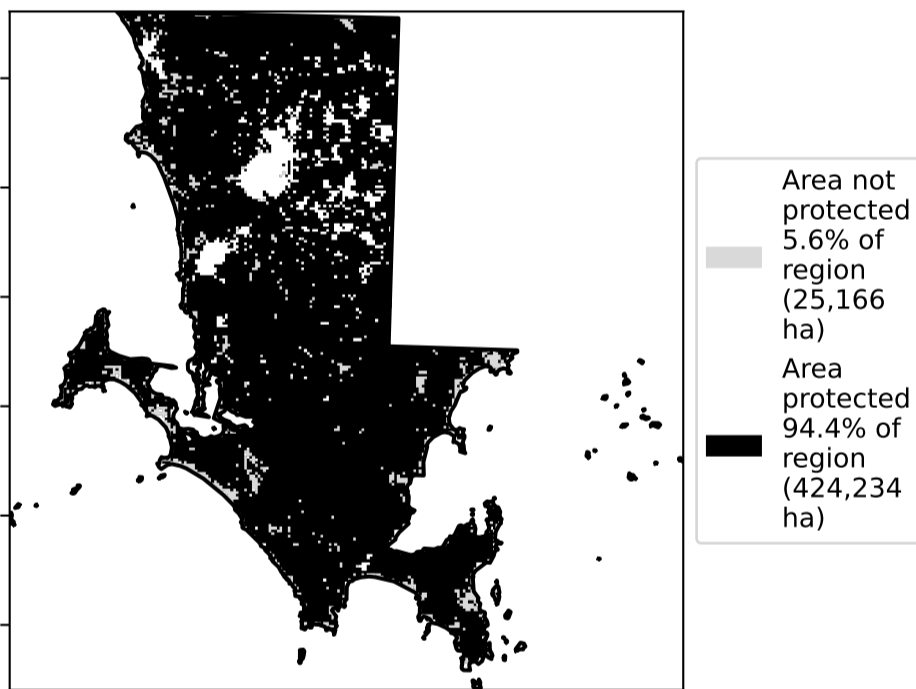 Area not
protected
5.6% of
region
(25,166
ha)
Area
protected
94.4% of
region
(424,234
ha)